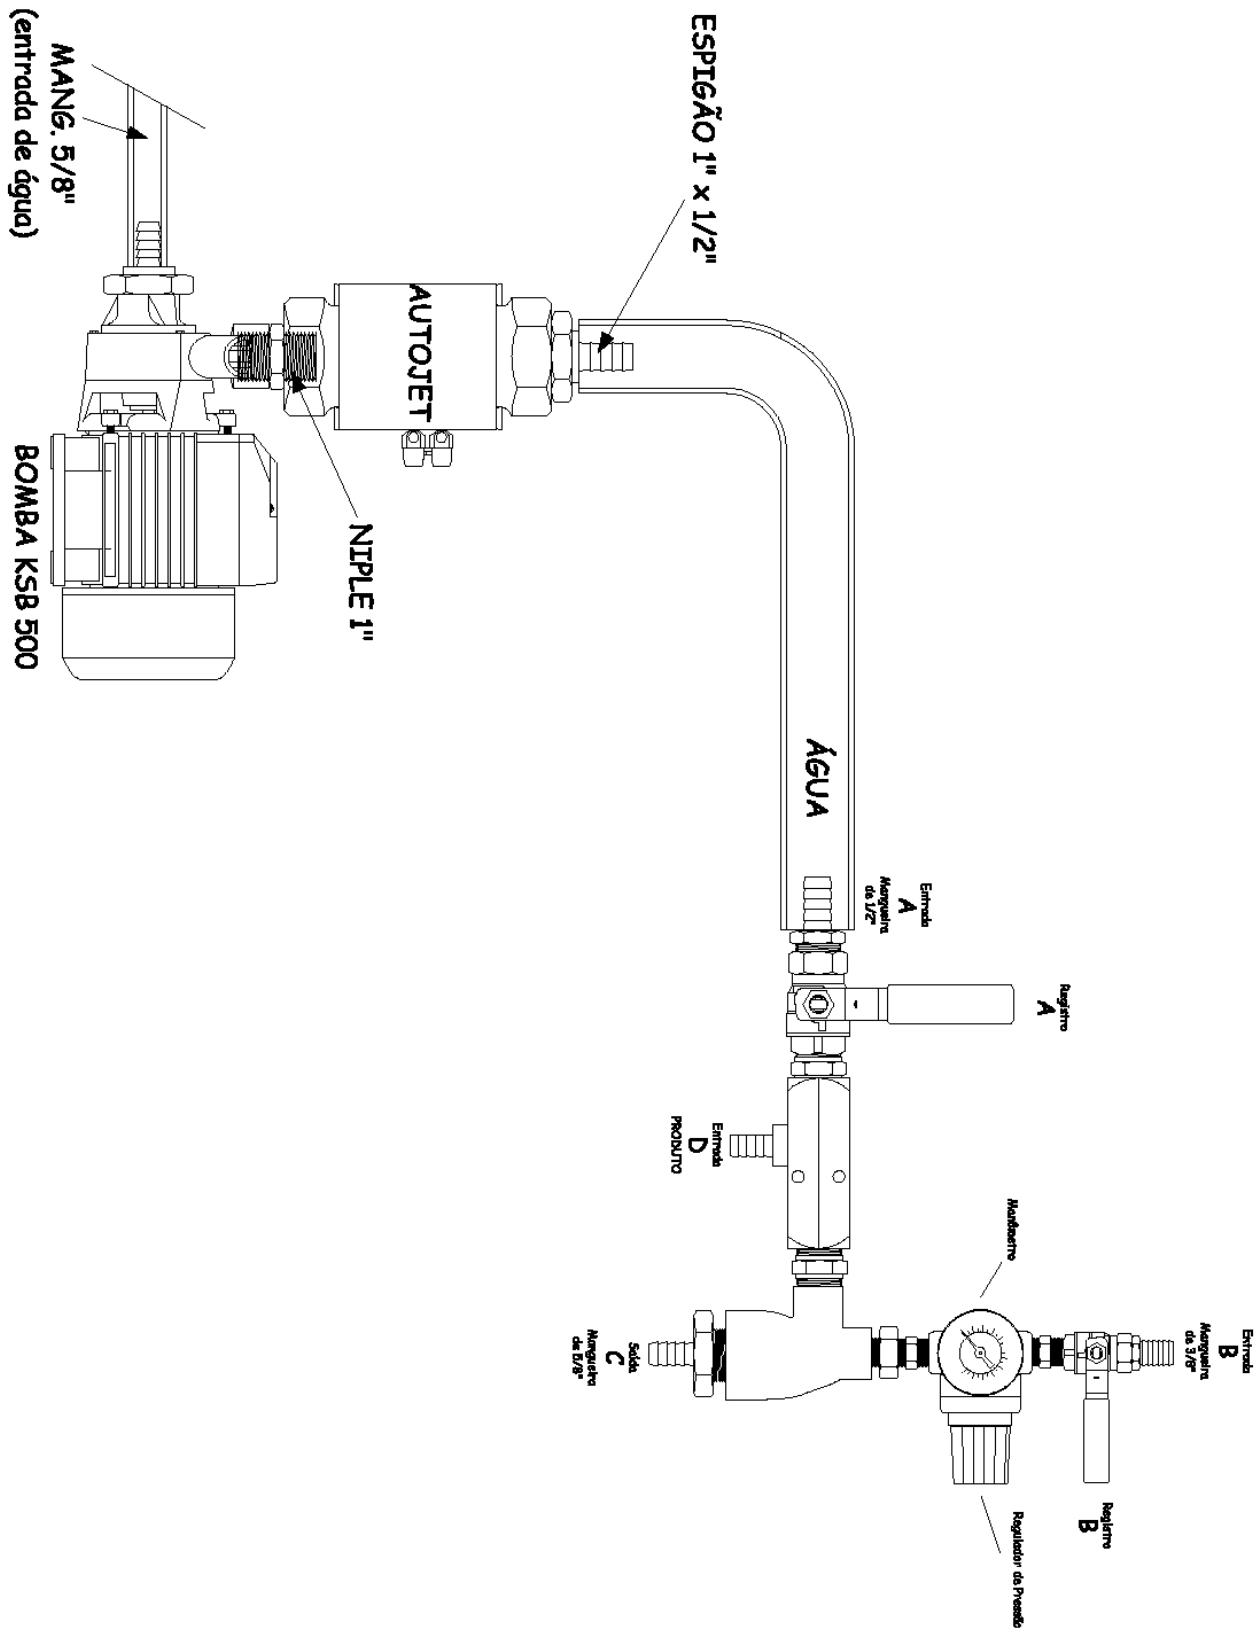 MANG. 5/8"
(entrada de água)
BOMBA KSB 500
NIPLE 1"
AUTOJET
ESPIGÃO 1" x 1/2"
ÁGUA
Entrada
A
Mangueira
de 1/2"
Registro
A
Entrada
D
PRODUTO
Manômetro
Entrada
B
Mangueira
de 3/8"
Registro
B
Regulador de Pressão
Saída
C
Mangueira
de 5/8"